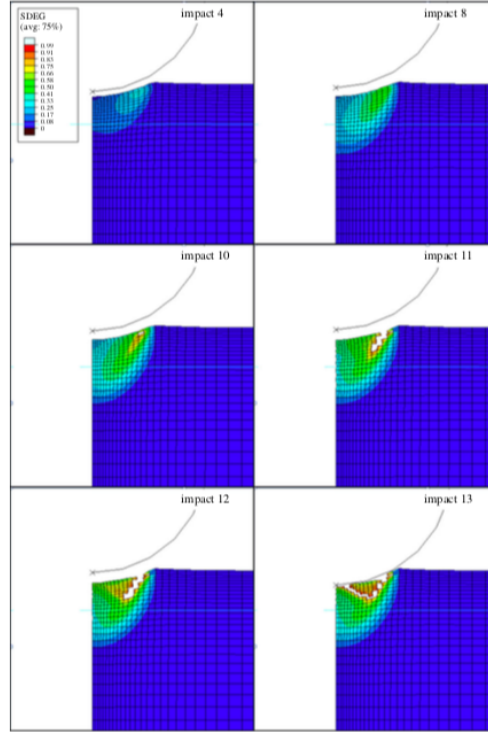 SDEG
(avg: 75%)
0.99
0.91
0.83
0.75
0.66
0.58
0.50
0.41
0.33
0.25
0.17
0.08
0
impact 4
impact 8
impact 10
impact 11
impact 12
impact 13